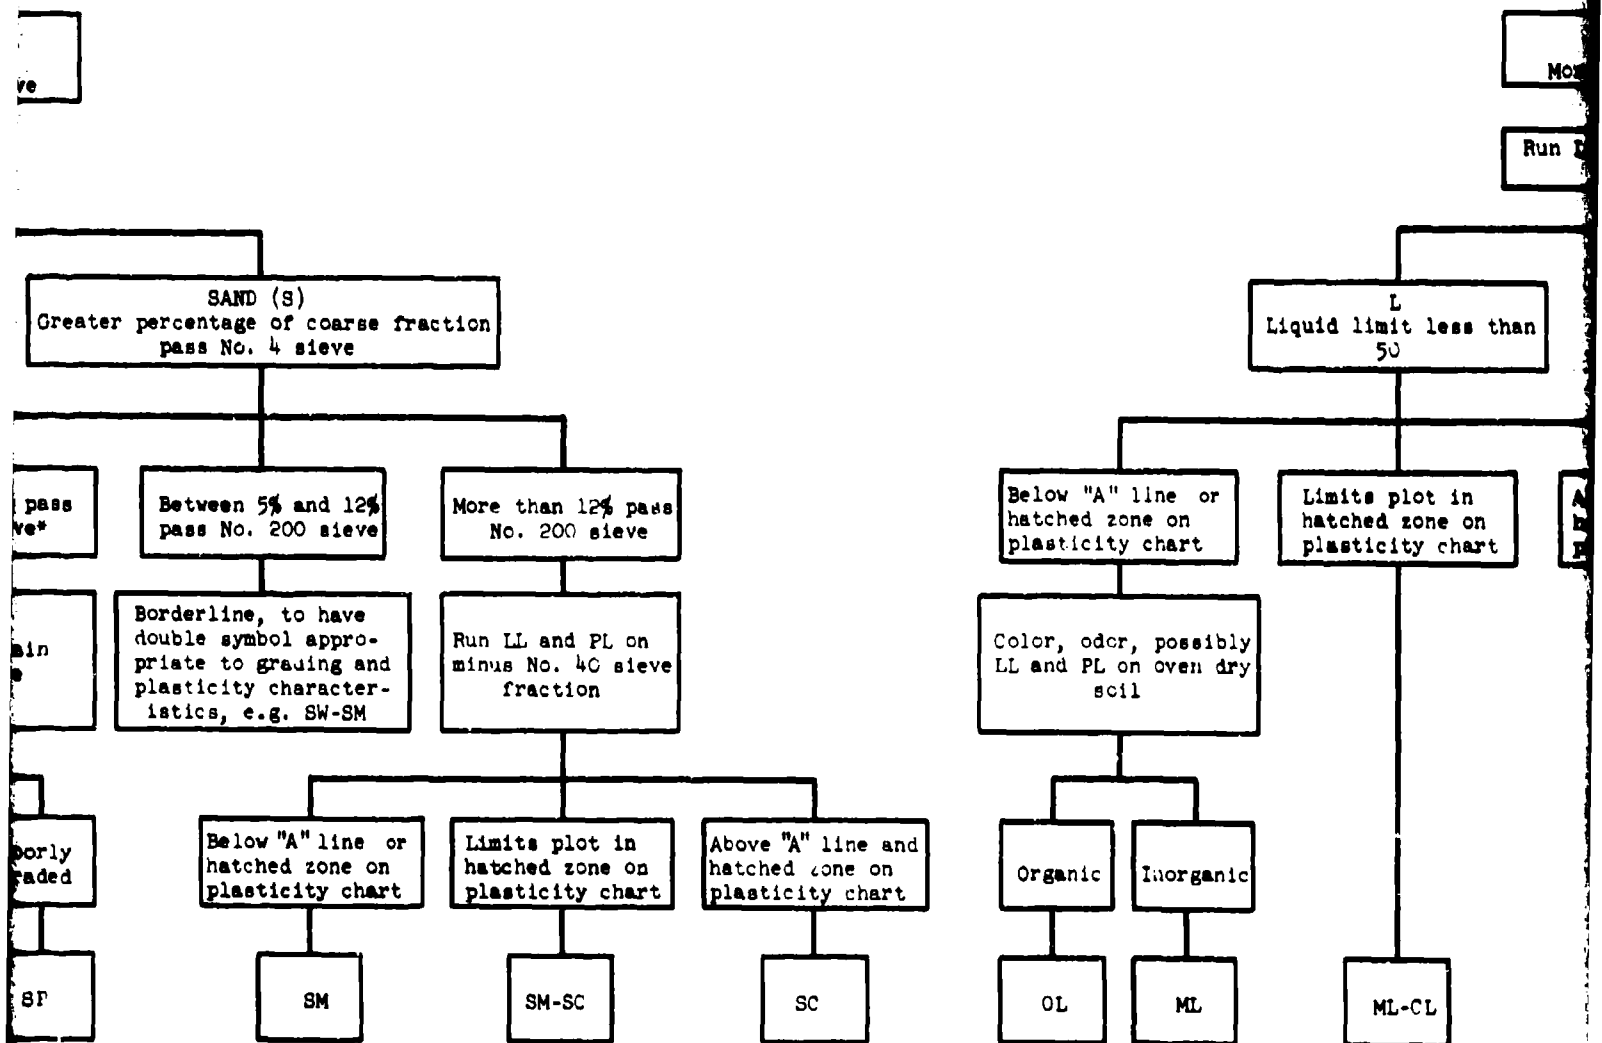 ve
Run
SAND (S)
Greater percentage of coarse fraction
pass No. 4 sieve
L
Liquid limit less than
50
pass
ve*
Between 5% and 12%
pass No. 200 sieve
More than 12% pass
No. 200 sieve
Below "A" line or
hatched zone on
plasticity chart
Limits plot in
hatched zone on
plasticity chart
ain
Borderline, to have
double symbol appro-
priate to grading and
plasticity character-
istics, e.g. SW-SM
Run LL and PL on
minus No. 40 sieve
fraction
Color, odor, possibly
LL and PL on oven dry
soil
orly
raded
Below "A" line or
hatched zone on
plasticity chart
Limits plot in
hatched zone on
plasticity chart
Above "A" line and
hatched zone on
plasticity chart
Organic
Inorganic
SP
SM
SM-SC
SC
OL
ML
ML-CL